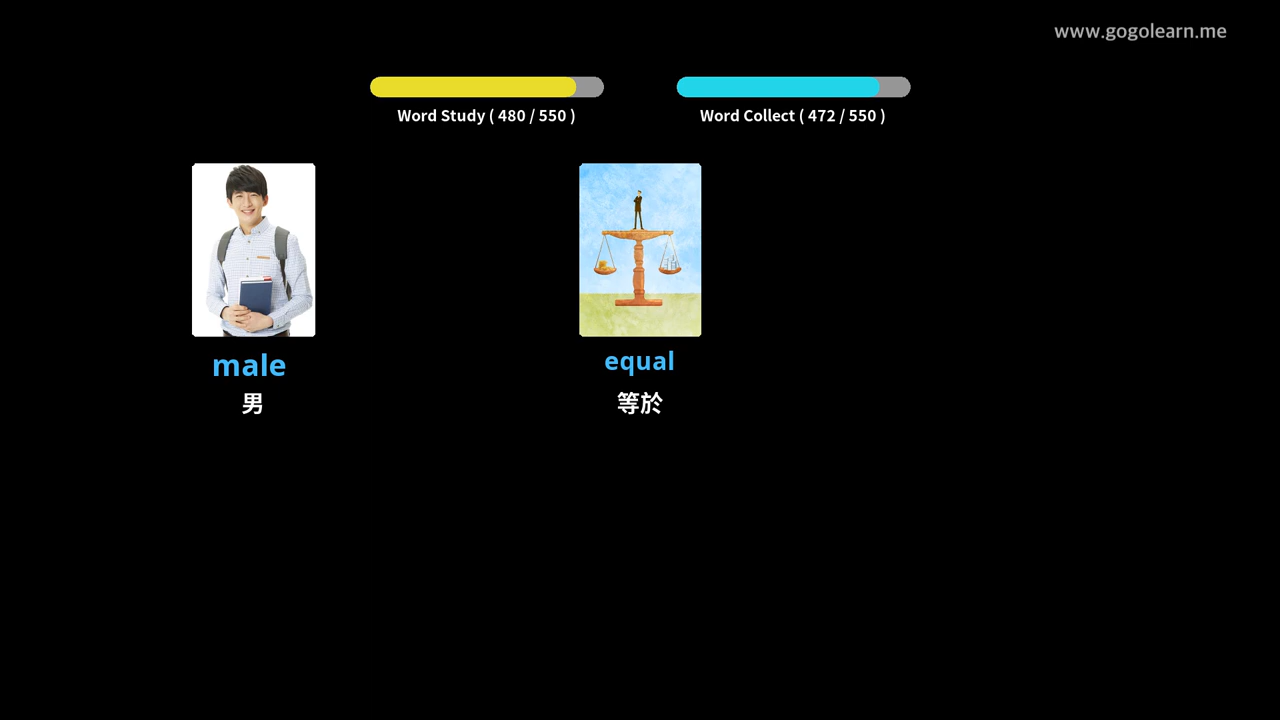 www.gogolearn.me
Word Study ( 480 / 550 )
Word Collect ( 472 / 550 )
male
男
equal
等於